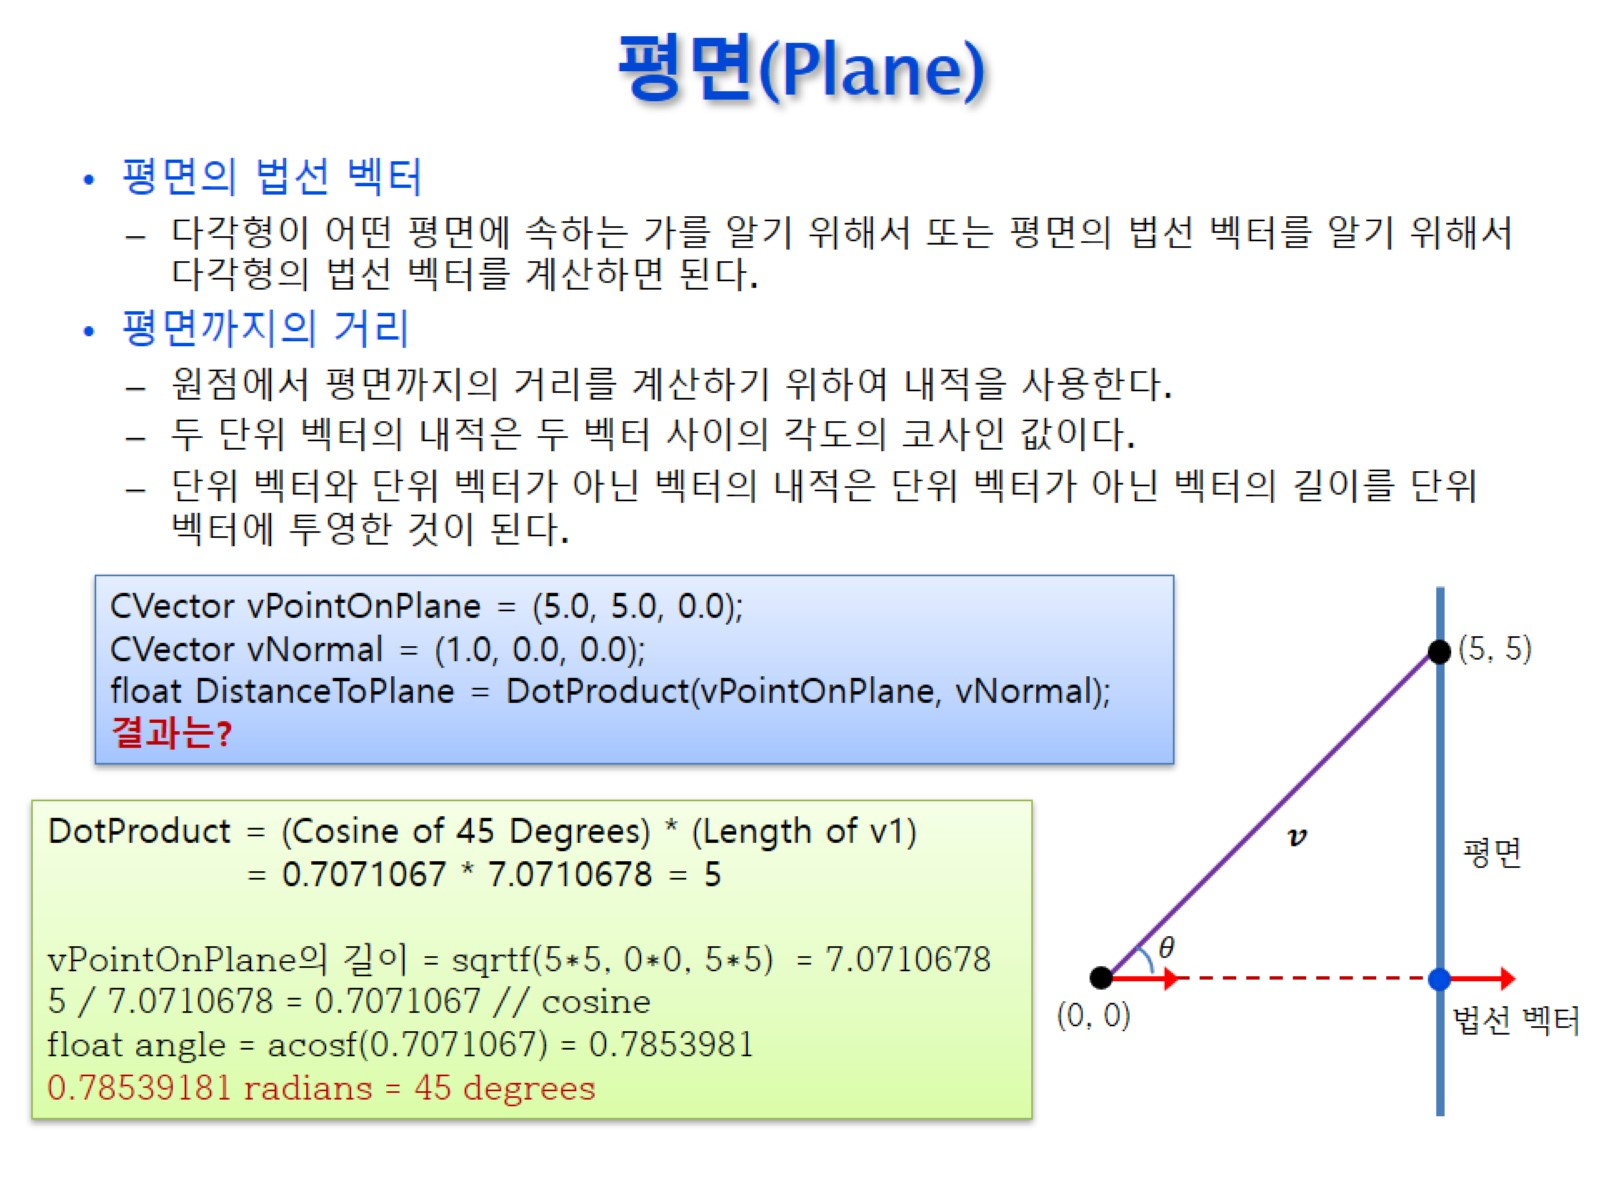 평면(Plane)
• 평면의 법선 벡터
– 다각형이 어떤 평면에 속하는 가를 알기 위해서 또는 평면의 법선 벡터를 알기 위해서
다각형의 법선 벡터를 계산하면 된다.
• 평면까지의 거리
– 원점에서 평면까지의 거리를 계산하기 위하여 내적을 사용한다.
– 두 단위 벡터의 내적은 두 벡터 사이의 각도의 코사인 값이다.
– 단위 벡터와 단위 벡터가 아닌 벡터의 내적은 단위 벡터가 아닌 벡터의 길이를 단위
벡터에 투영한 것이 된다.
CVector vPointOnPlane = (5.0, 5.0, 0.0);
CVector vNormal = (1.0, 0.0, 0.0);
float DistanceToPlane = DotProduct(vPointOnPlane, vNormal);
결과는?
DotProduct = (Cosine of 45 Degrees) * (Length of v1)
= 0.7071067 * 7.0710678 = 5
vPointOnPlane의 길이 = sqrtf(5*5, 0*0, 5*5) = 7.0710678
5 / 7.0710678 = 0.7071067 // cosine
float angle = acosf(0.7071067) = 0.7853981
0.78539181 radians = 45 degrees
(5, 5)
v
평면
θ
(0, 0)
법선 벡터